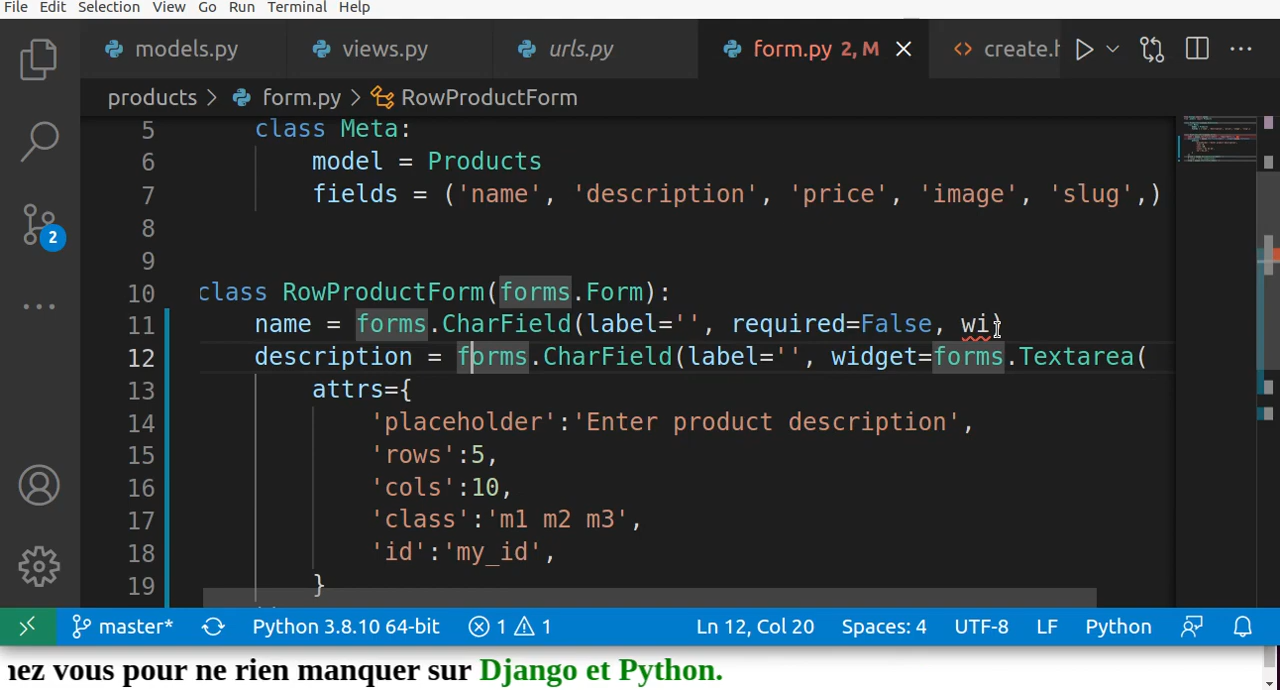 File Edit Selection View Go Run Terminal Help
models.py views.py urls.py form.py 2, M create.h
products > form.py > RowProductForm
5 class Meta:
6 model = Products
7 fields = ('name', 'description', 'price', 'image', 'slug',)
8
9
10 class RowProductForm(forms.Form):
11 name = forms.CharField(label='', required=False, wi)
12 description = forms.CharField(label='', widget=forms.Textarea(
13 attrs={
14 'placeholder':'Enter product description',
15 'rows':5,
16 'cols':10,
17 'class':'m1 m2 m3',
18 'id':'my_id',
19 }
2
master* Python 3.8.10 64-bit 1 1 Ln 12, Col 20 Spaces: 4 UTF-8 LF Python
nez vous pour ne rien manquer sur Django et Python.